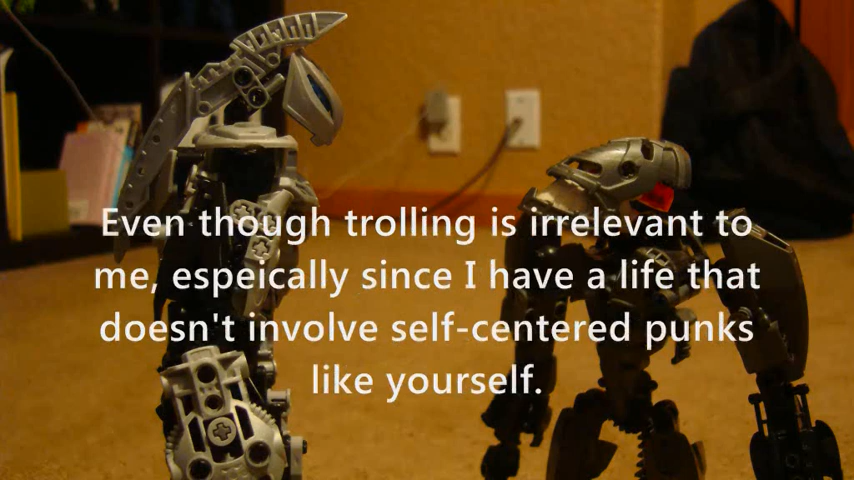 Even though trolling is irrelevant to
me, espeically since I have a life that
doesn't involve self-centered punks
like yourself.